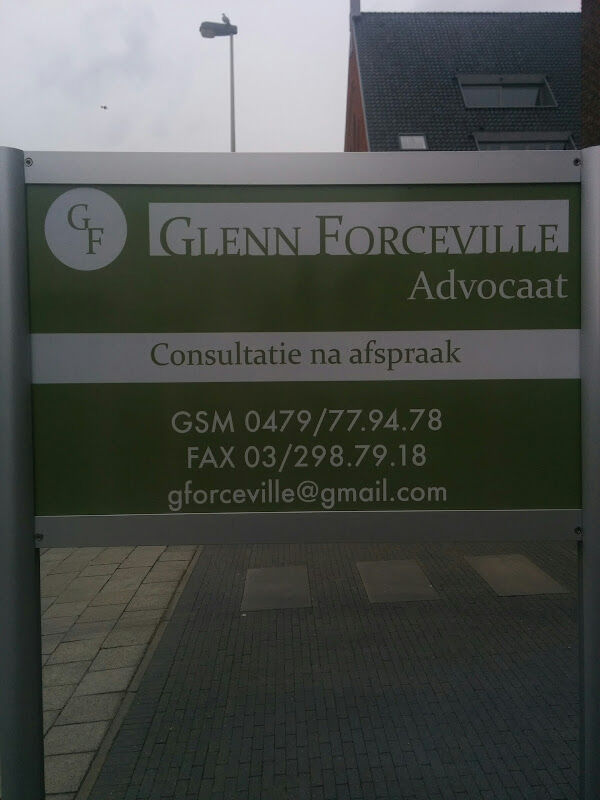 GF
GLENN FORCEVILLE
Advocaat
Consultatie na afspraak
GSM 0479/77.94.78
FAX 03/298.79.18
gforceville@gmail.com